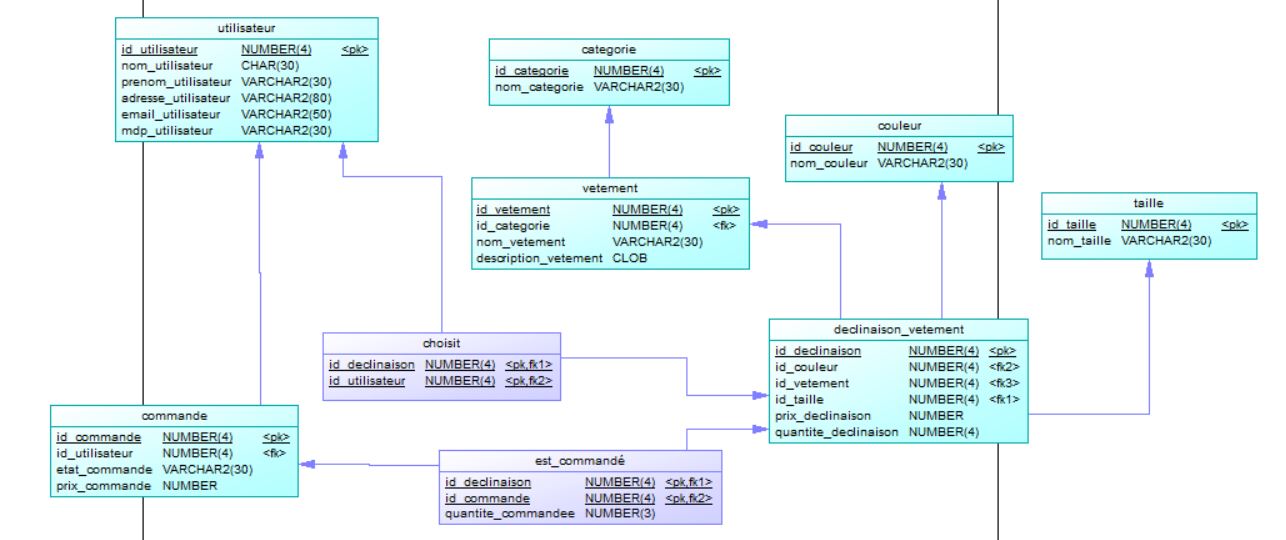 utilisateur
id_utilisateur NUMBER(4) <pk>
nom_utilisateur CHAR(30)
prenom_utilisateur VARCHAR2(30)
adresse_utilisateur VARCHAR2(80)
email_utilisateur VARCHAR2(50)
mdp_utilisateur VARCHAR2(30)
categorie
id_categorie NUMBER(4) <pk>
nom_categorie VARCHAR2(30)
couleur
id_couleur NUMBER(4) <pk>
nom_couleur VARCHAR2(30)
vetement
id_vetement NUMBER(4) <pk>
id_categorie NUMBER(4) <fk>
nom_vetement VARCHAR2(30)
description_vetement CLOB
taille
id_taille NUMBER(4) <pk>
nom_taille VARCHAR2(30)
choisit
id_declinaison NUMBER(4) <pk,fk1>
id_utilisateur NUMBER(4) <pk,fk2>
declinaison_vetement
id_declinaison NUMBER(4) <pk>
id_couleur NUMBER(4) <fk2>
id_vetement NUMBER(4) <fk3>
id_taille NUMBER(4) <fk1>
prix_declinaison NUMBER
quantite_declinaison NUMBER(4)
commande
id_commande NUMBER(4) <pk>
id_utilisateur NUMBER(4) <fk>
etat_commande VARCHAR2(30)
prix_commande NUMBER
est_commandé
id_declinaison NUMBER(4) <pk,fk1>
id_commande NUMBER(4) <pk,fk2>
quantite_commandee NUMBER(3)